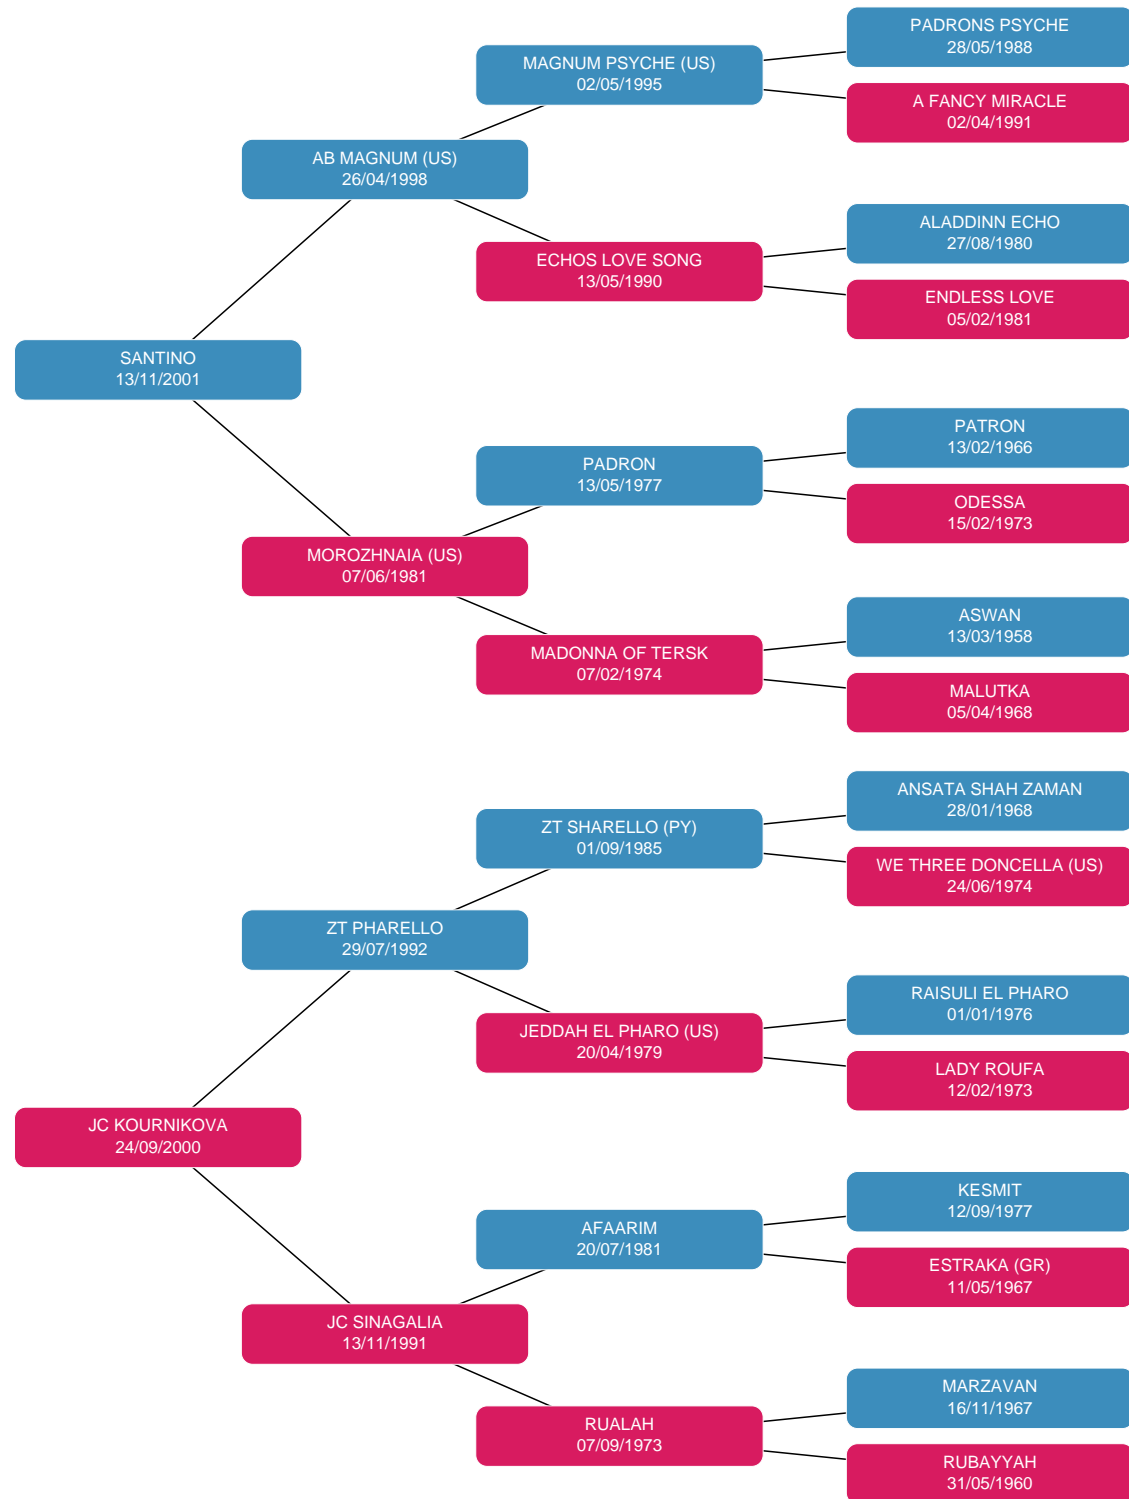 PADRONS PSYCHE
28/05/1988
MAGNUM PSYCHE (US)
02/05/1995
A FANCY MIRACLE
02/04/1991
AB MAGNUM (US)
26/04/1998
ALADDINN ECHO
27/08/1980
ECHOS LOVE SONG
13/05/1990
ENDLESS LOVE
05/02/1981
SANTINO
13/11/2001
PATRON
13/02/1966
PADRON
13/05/1977
ODESSA
15/02/1973
MOROZHNAIA (US)
07/06/1981
ASWAN
13/03/1958
MADONNA OF TERSK
07/02/1974
MALUTKA
05/04/1968
ANSATA SHAH ZAMAN
28/01/1968
ZT SHARELLO (PY)
01/09/1985
WE THREE DONCELLA (US)
24/06/1974
ZT PHARELLO
29/07/1992
RAISULI EL PHARO
01/01/1976
JEDDAH EL PHARO (US)
20/04/1979
LADY ROUFA
12/02/1973
JC KOURNIKOVA
24/09/2000
KESMIT
12/09/1977
AFAARIM
20/07/1981
ESTRAKA (GR)
11/05/1967
JC SINAGALIA
13/11/1991
MARZAVAN
16/11/1967
RUALAH
07/09/1973
RUBAYYAH
31/05/1960